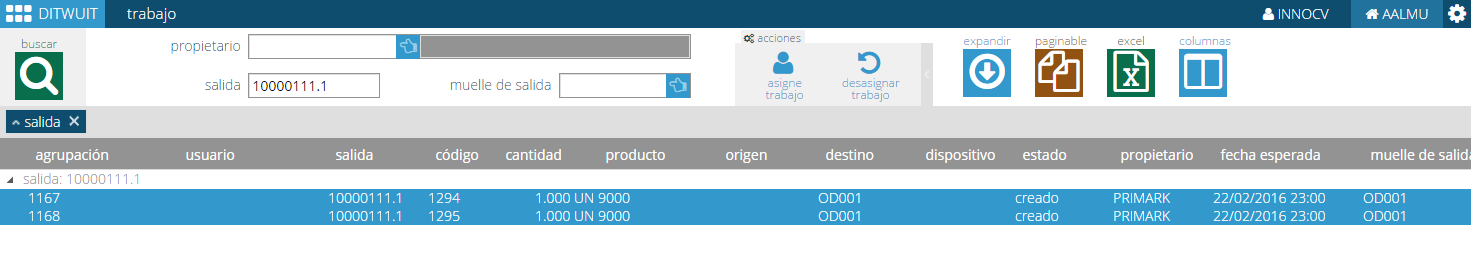 DITWUIT trabajo INNOCV AALMU
buscar propietario acciones expandir paginable excel columnas
salida 10000111.1 muelle de salida asigne trabajo desasignar trabajo
salida
agrupación usuario salida código cantidad producto origen destino dispositivo estado propietario fecha esperada muelle de salida
salida: 10000111.1
1167 10000111.1 1294 1.000 UN 9000 OD001 creado PRIMARK 22/02/2016 23:00 OD001
1168 10000111.1 1295 1.000 UN 9000 OD001 creado PRIMARK 22/02/2016 23:00 OD001